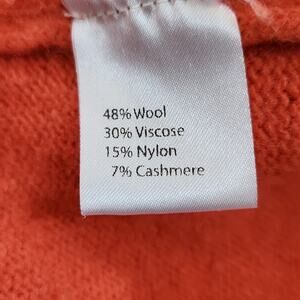 48% Wool
30% Viscose
15% Nylon
7% Cashmere